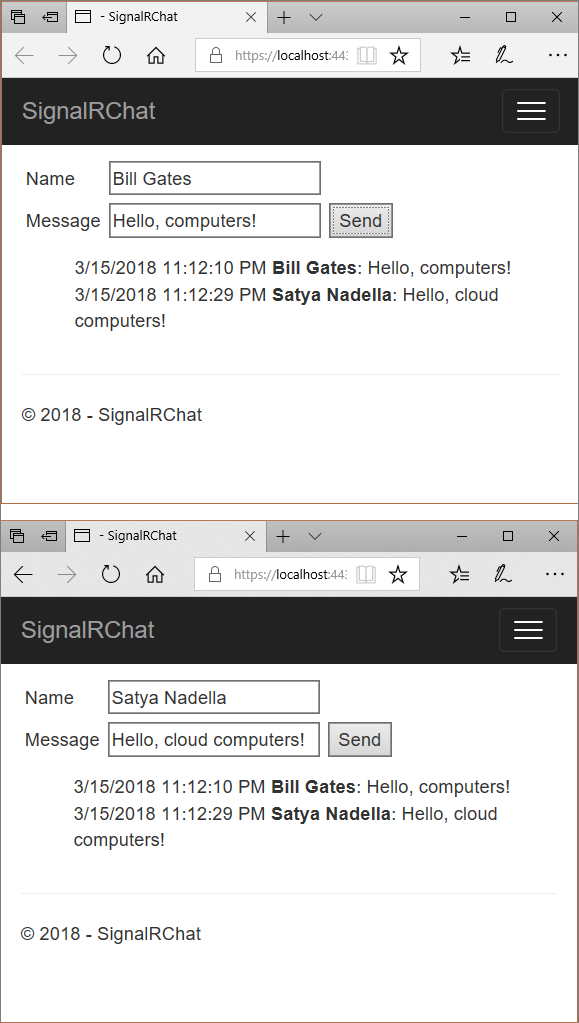 - SignalRChat
https://localhost:443
SignalRChat
Name Bill Gates
Message Hello, computers! Send
3/15/2018 11:12:10 PM Bill Gates: Hello, computers!
3/15/2018 11:12:29 PM Satya Nadella: Hello, cloud
computers!
© 2018 - SignalRChat
- SignalRChat
https://localhost:443
SignalRChat
Name Satya Nadella
Message Hello, cloud computers! Send
3/15/2018 11:12:10 PM Bill Gates: Hello, computers!
3/15/2018 11:12:29 PM Satya Nadella: Hello, cloud
computers!
© 2018 - SignalRChat